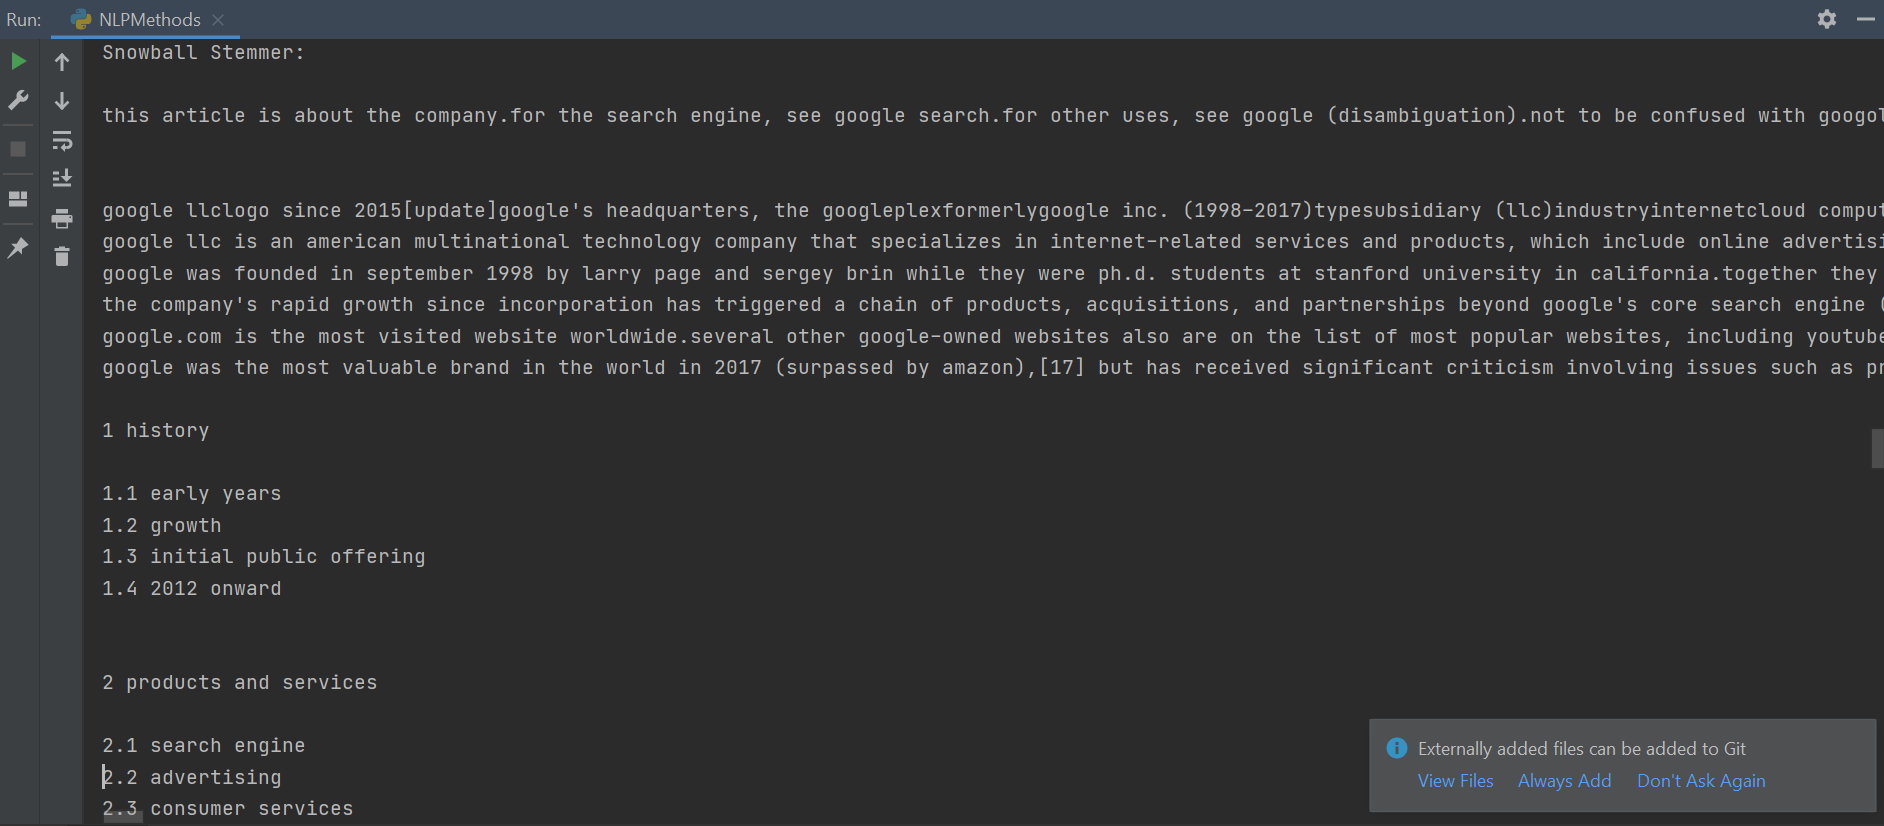 Run: NLPMethods
Snowball Stemmer:
this article is about the company.for the search engine, see google search.for other uses, see google (disambiguation).not to be confused with googol
google llclogo since 2015[update]google's headquarters, the googleplexformerlygoogle inc. (1998-2017)typesubsidiary (llc)industryinternetcloud comput
google llc is an american multinational technology company that specializes in internet-related services and products, which include online advertisi
google was founded in september 1998 by larry page and sergey brin while they were ph.d. students at stanford university in california.together they
the company's rapid growth since incorporation has triggered a chain of products, acquisitions, and partnerships beyond google's core search engine (
google.com is the most visited website worldwide.several other google-owned websites also are on the list of most popular websites, including youtube
google was the most valuable brand in the world in 2017 (surpassed by amazon),[17] but has received significant criticism involving issues such as pr
1 history
1.1 early years
1.2 growth
1.3 initial public offering
1.4 2012 onward
2 products and services
2.1 search engine
2.2 advertising
2.3 consumer services
Externally added files can be added to Git
View Files Always Add Don't Ask Again